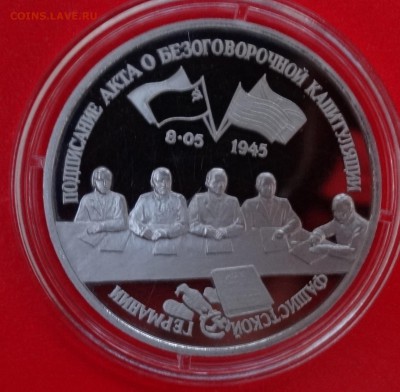 COINS.LAVE.RU
ПОДПИСАНИЕ АКТА О БЕЗОГОВОРОЧНОЙ КАПИТУЛЯЦИИ
8·05 1945
ФАШИСТСКОЙ ГЕРМАНИИ